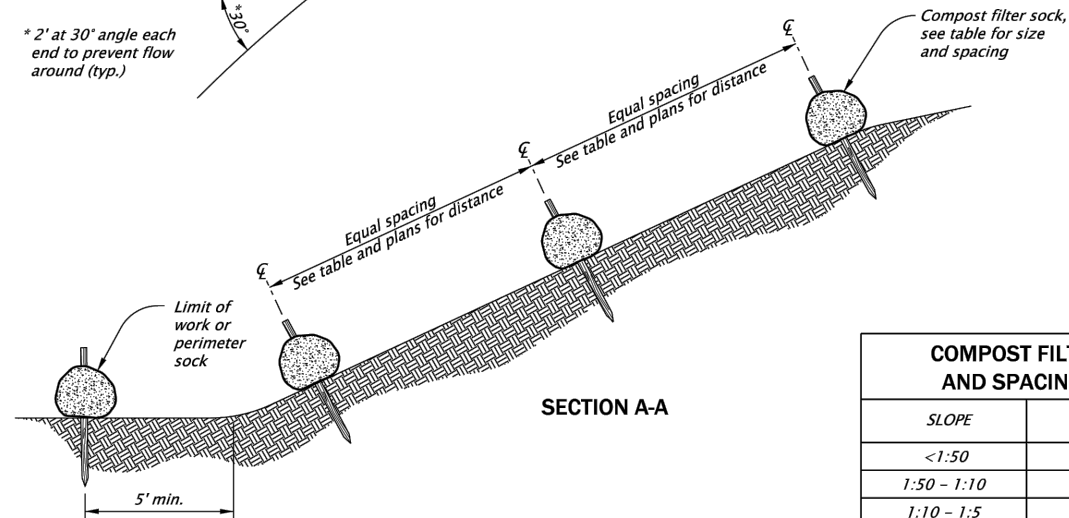 *30°
* 2' at 30° angle each
end to prevent flow
around (typ.)
Compost filter sock,
see table for size
and spacing
℄
Equal spacing
See table and plans for distance
℄
Equal spacing
See table and plans for distance
℄
Limit of
work or
perimeter
sock
SECTION A-A
5' min.
COMPOST FILT
AND SPACIN
SLOPE
<1:50
1:50 – 1:10
1:10 – 1:5